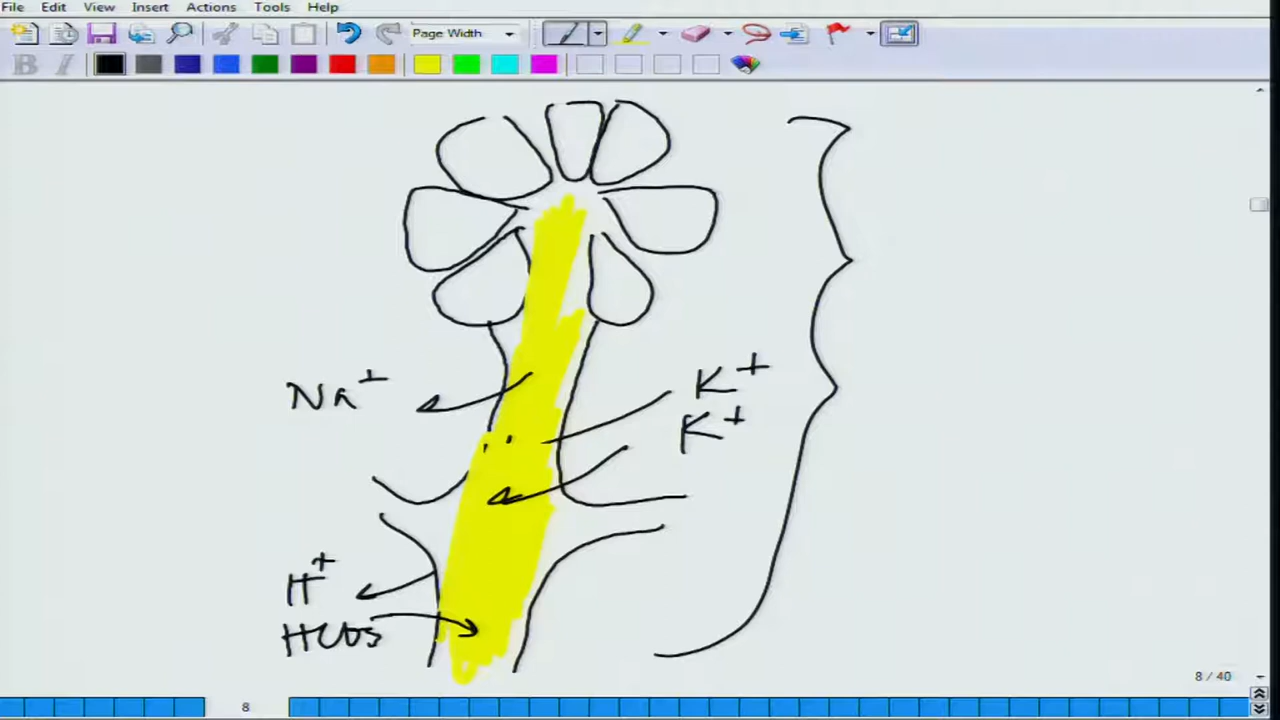 File Edit View Insert Actions Tools Help
Page Width
B I
Na+
K+
K+
H+
HCO3
8 / 40
8